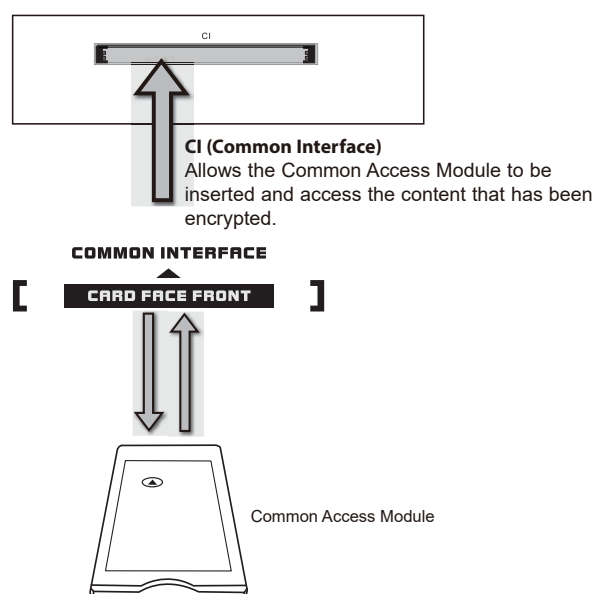 CI
CI (Common Interface)
Allows the Common Access Module to be
inserted and access the content that has been
encrypted.
COMMON INTERFACE
CARD FACE FRONT
Common Access Module